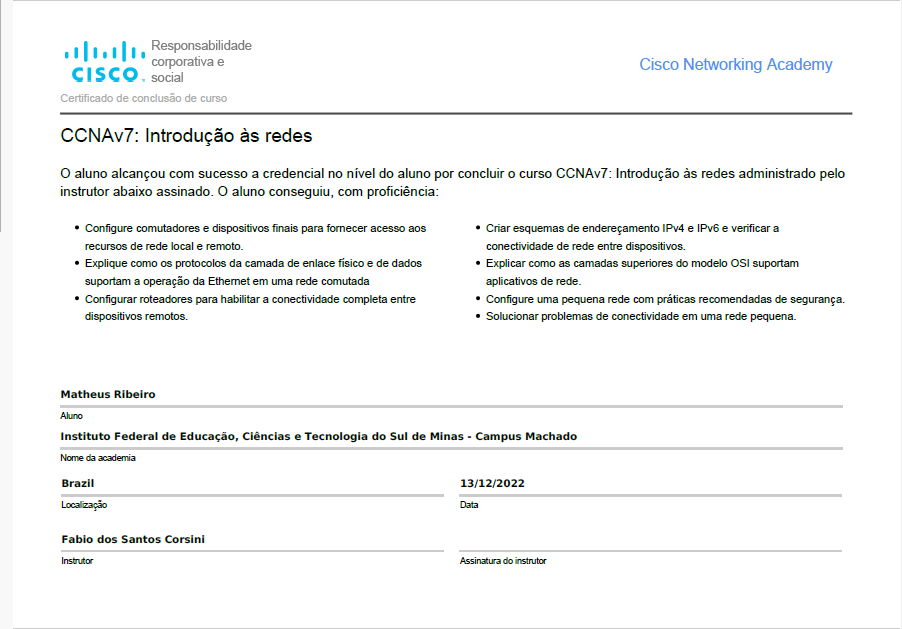 Responsabilidade
corporativa e
social
CISCO.
Cisco Networking Academy
Certificado de conclusão de curso
CCNAv7: Introdução às redes
O aluno alcançou com sucesso a credencial no nível do aluno por concluir o curso CCNAv7: Introdução às redes administrado pelo
instrutor abaixo assinado. O aluno conseguiu, com proficiência:
• Configure comutadores e dispositivos finais para fornecer acesso aos
recursos de rede local e remoto.
• Explique como os protocolos da camada de enlace físico e de dados
suportam a operação da Ethernet em uma rede comutada
• Configurar roteadores para habilitar a conectividade completa entre
dispositivos remotos.
• Criar esquemas de endereçamento IPv4 e IPv6 e verificar a
conectividade de rede entre dispositivos.
• Explicar como as camadas superiores do modelo OSI suportam
aplicativos de rede.
• Configure uma pequena rede com práticas recomendadas de segurança.
• Solucionar problemas de conectividade em uma rede pequena.
Matheus Ribeiro
Aluno
Instituto Federal de Educação, Ciências e Tecnologia do Sul de Minas - Campus Machado
Nome da academia
Brazil
Localização
13/12/2022
Data
Fabio dos Santos Corsini
Instrutor
Assinatura do instrutor